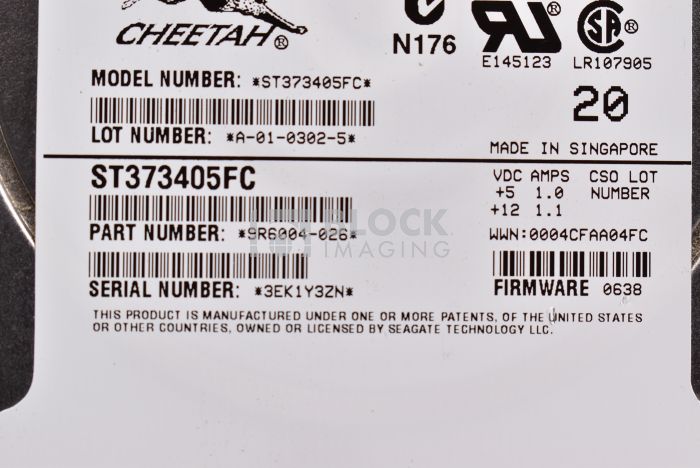 CHEETAH®
N176
E145123
LR107905
MODEL NUMBER: *ST373405FC*
20
LOT NUMBER: *A-01-0302-5*
MADE IN SINGAPORE
ST373405FC
VDC AMPS CSO LOT
+5 1.0 NUMBER
+12 1.1
PART NUMBER: *9R6004-026*
WWN:0004CFAA04FC
BLOCK
IMAGING
SERIAL NUMBER: *3EK1Y3ZN*
FIRMWARE 0638
THIS PRODUCT IS MANUFACTURED UNDER ONE OR MORE PATENTS, OF THE UNITED STATES
OR OTHER COUNTRIES, OWNED OR LICENSED BY SEAGATE TECHNOLOGY LLC.